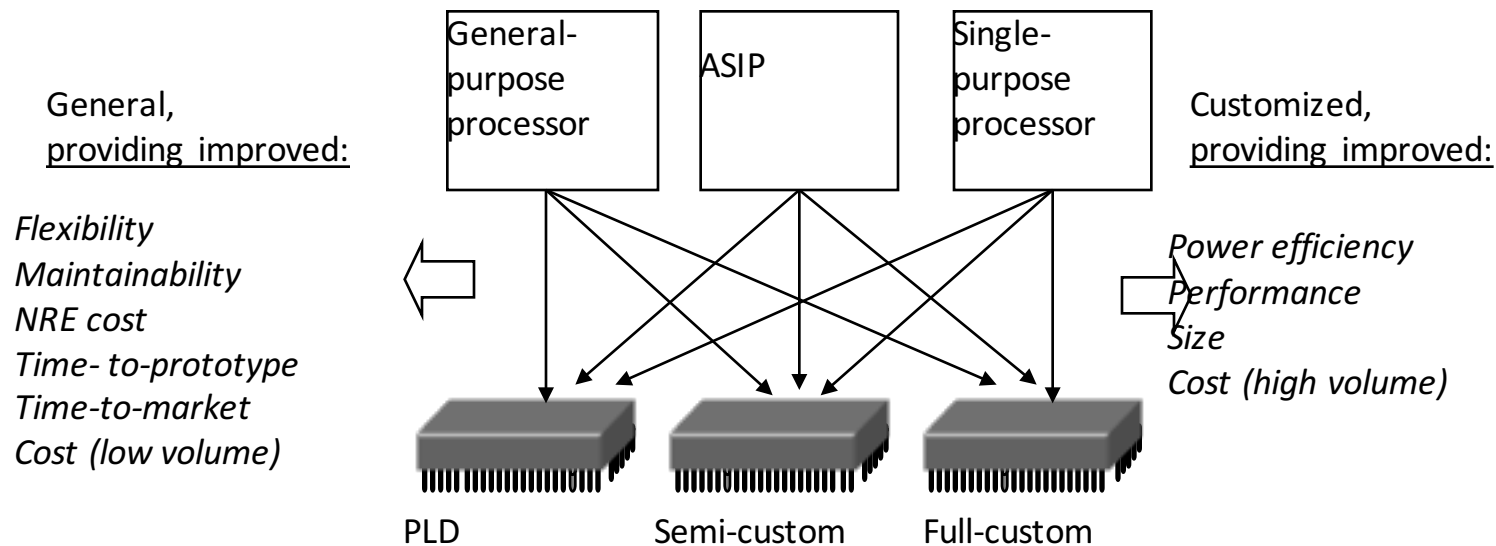 General-
purpose
processor
ASIP
Single-
purpose
processor
General,
providing improved:
Customized,
providing improved:
Flexibility
Maintainability
NRE cost
Time- to-prototype
Time-to-market
Cost (low volume)
Power efficiency
Performance
Size
Cost (high volume)
PLD
Semi-custom
Full-custom